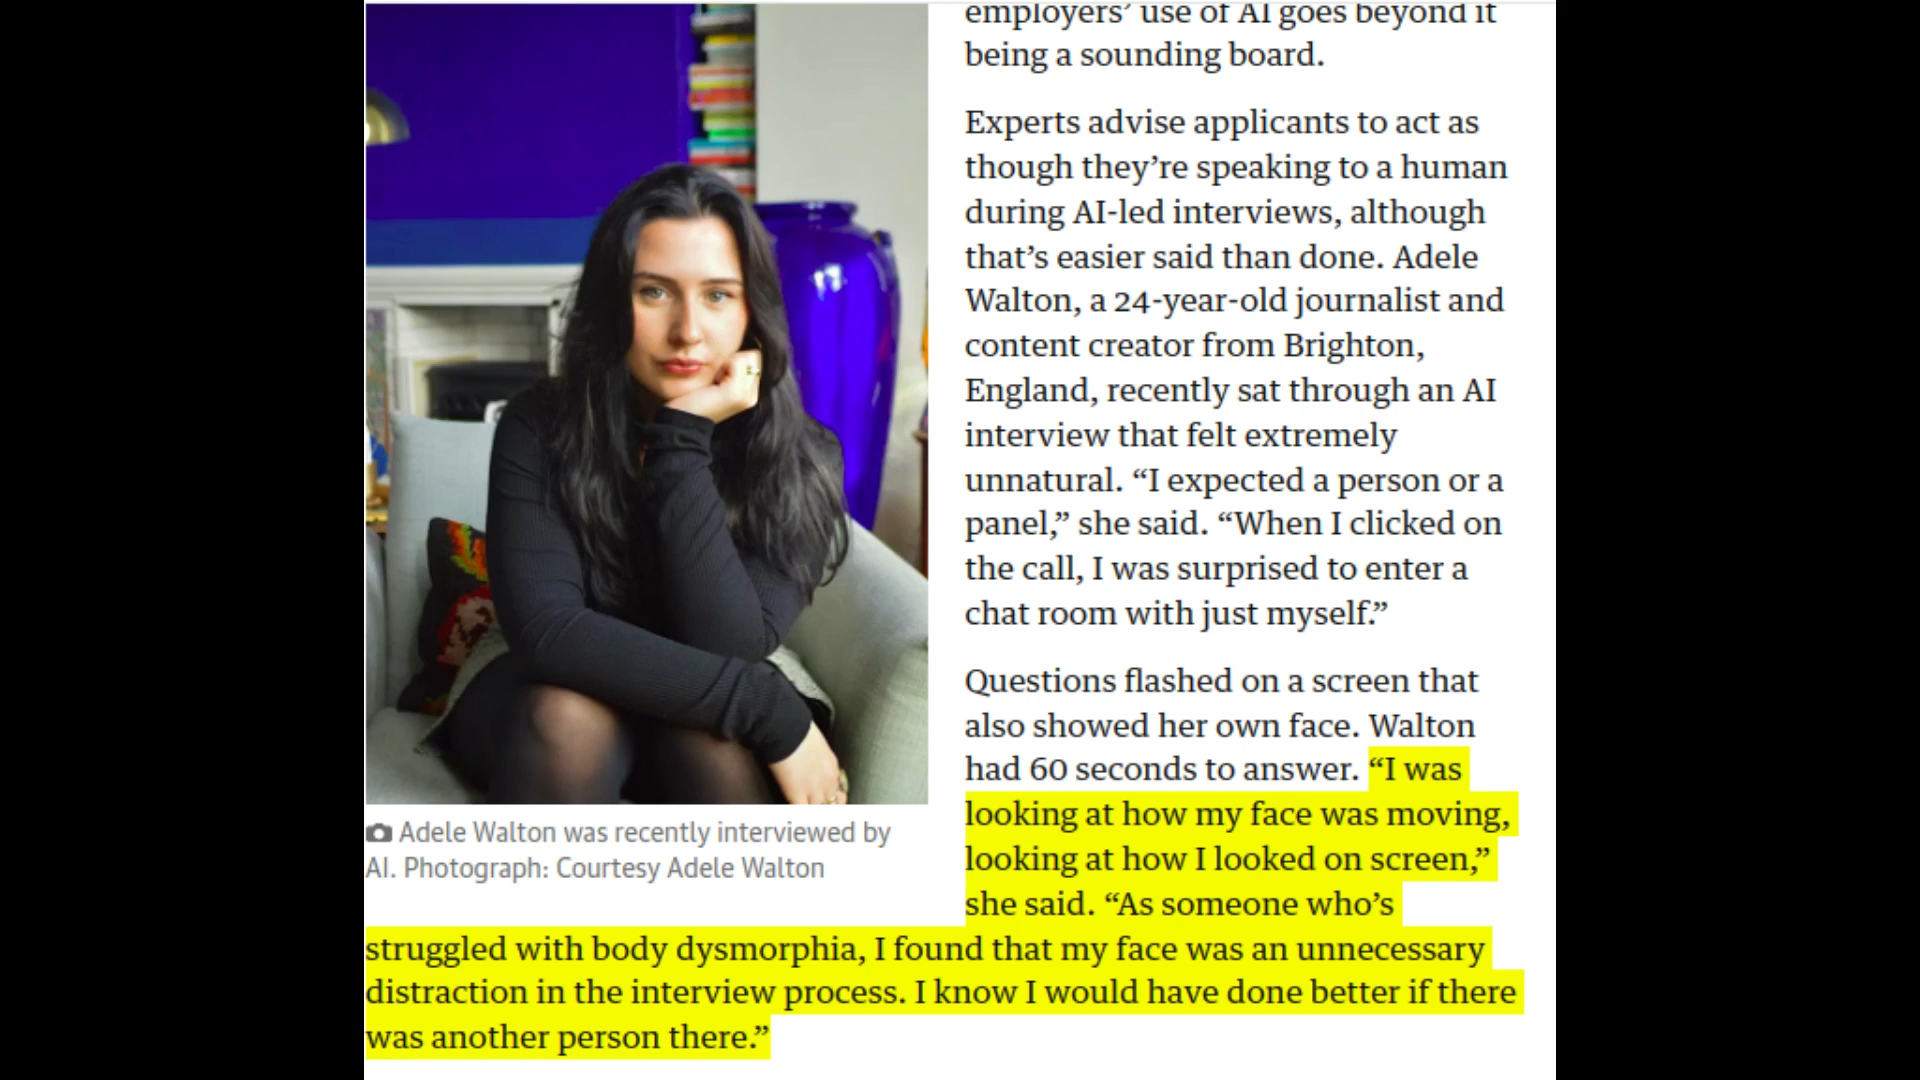 employers’ use of AI goes beyond it
being a sounding board.
Experts advise applicants to act as
though they’re speaking to a human
during AI-led interviews, although
that’s easier said than done. Adele
Walton, a 24-year-old journalist and
content creator from Brighton,
England, recently sat through an AI
interview that felt extremely
unnatural. “I expected a person or a
panel,” she said. “When I clicked on
the call, I was surprised to enter a
chat room with just myself.”
Questions flashed on a screen that
also showed her own face. Walton
had 60 seconds to answer. “I was
looking at how my face was moving,
looking at how I looked on screen,”
she said. “As someone who’s
struggled with body dysmorphia, I found that my face was an unnecessary
distraction in the interview process. I know I would have done better if there
was another person there.”
Adele Walton was recently interviewed by
AI. Photograph: Courtesy Adele Walton